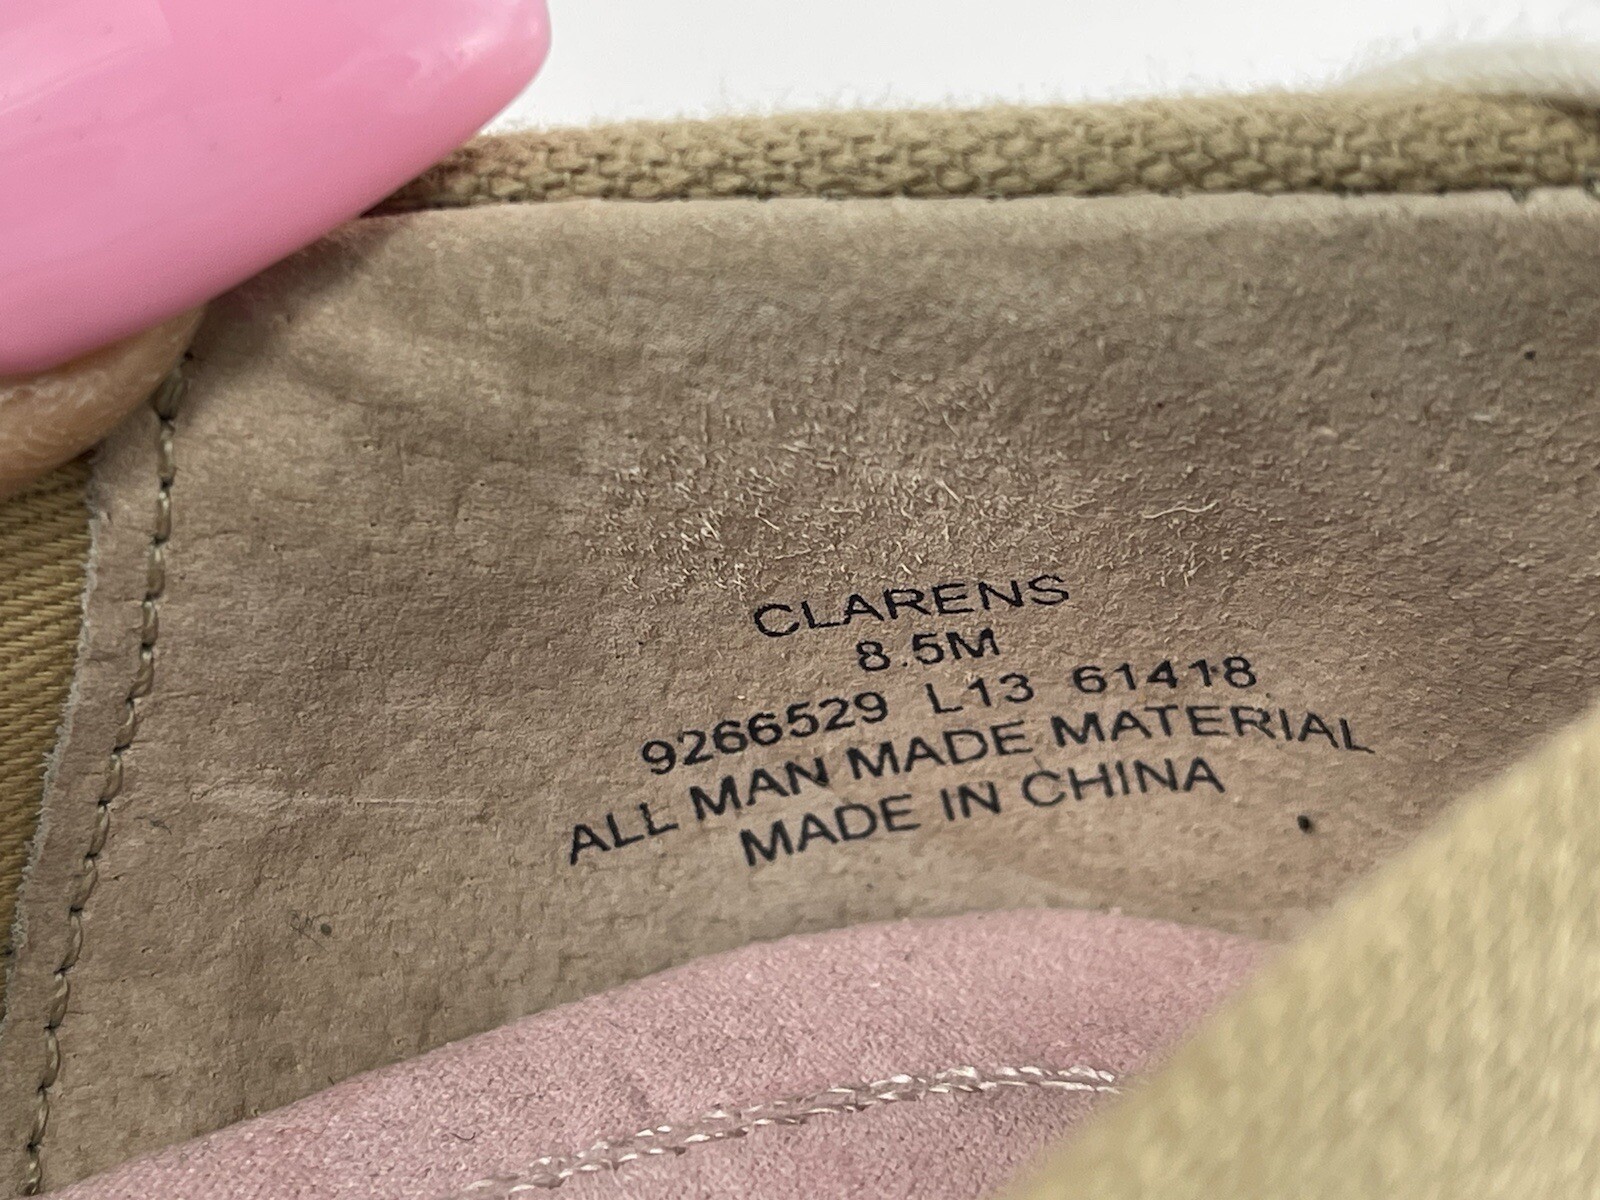 CLARENS
8.5M
9266529 L13 61418
ALL MAN MADE MATERIAL
MADE IN CHINA